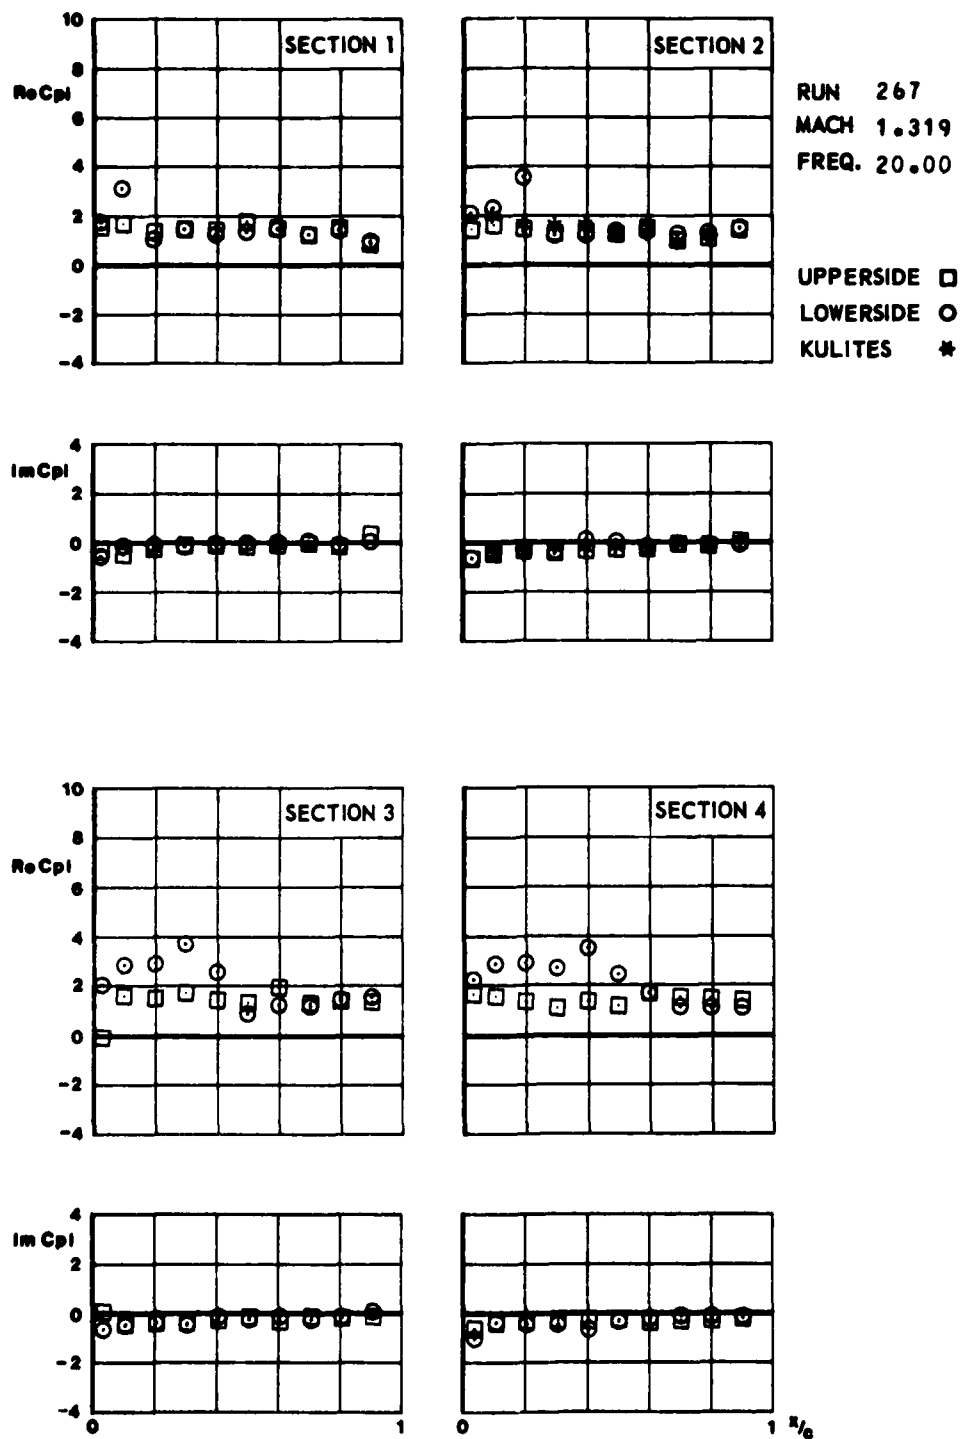 SECTION 1
SECTION 2
10
8
6
4
2
0
-2
-4
ReCpi
RUN 267
MACH 1.319
FREQ. 20.00
UPPERSIDE
LOWERSIDE
KULITES
4
2
0
-2
-4
ImCpi
SECTION 3
SECTION 4
10
8
6
4
2
0
-2
-4
ReCpi
4
2
0
-2
-4
ImCpi
0
1
0
1
x/c